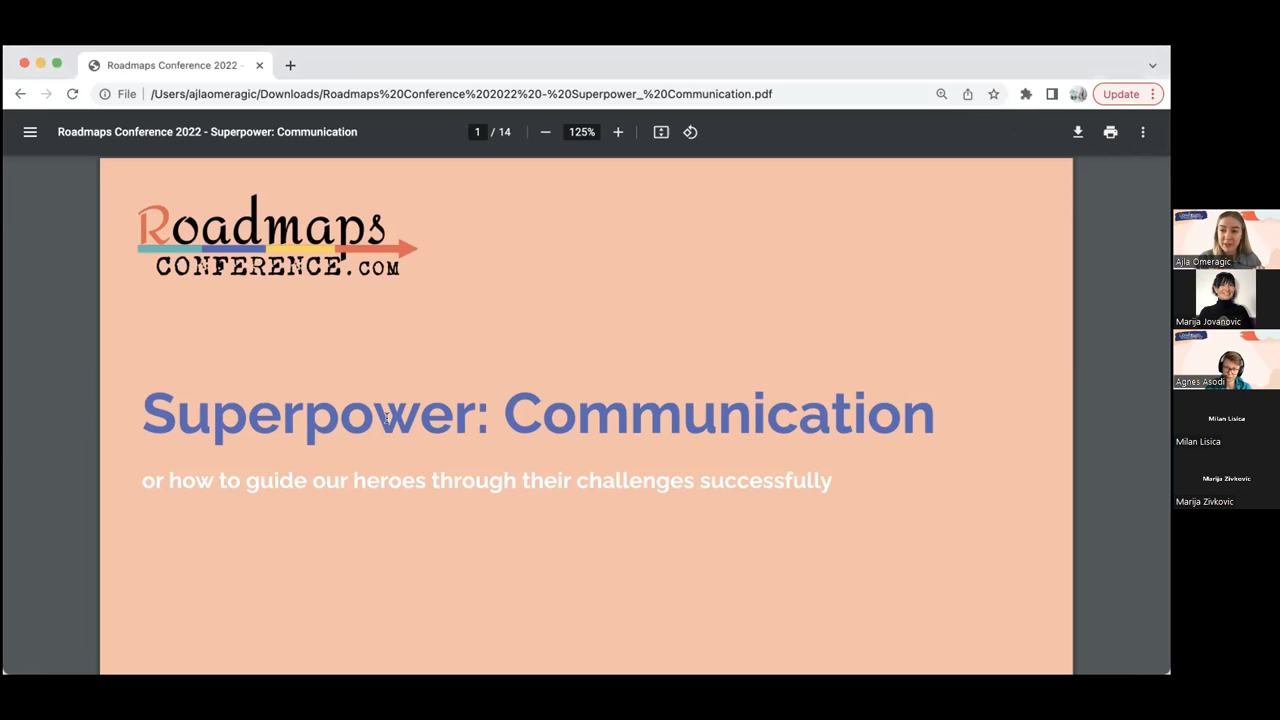 Roadmaps Conference 2022 -
File
/Users/ajlaomeragic/Downloads/Roadmaps%20Conference%202022%20-%20Superpower_%20Communication.pdf
Update
Roadmaps Conference 2022 - Superpower: Communication
1 / 14
125%
Roadmaps
CONFERENCE.COM
Superpower: Communication
or how to guide our heroes through their challenges successfully
Ajla Omeragic
Marija Jovanovic
Agnes Asodi
Milan Lisica
Milan Lisica
Marija Zivkovic
Marija Zivkovic